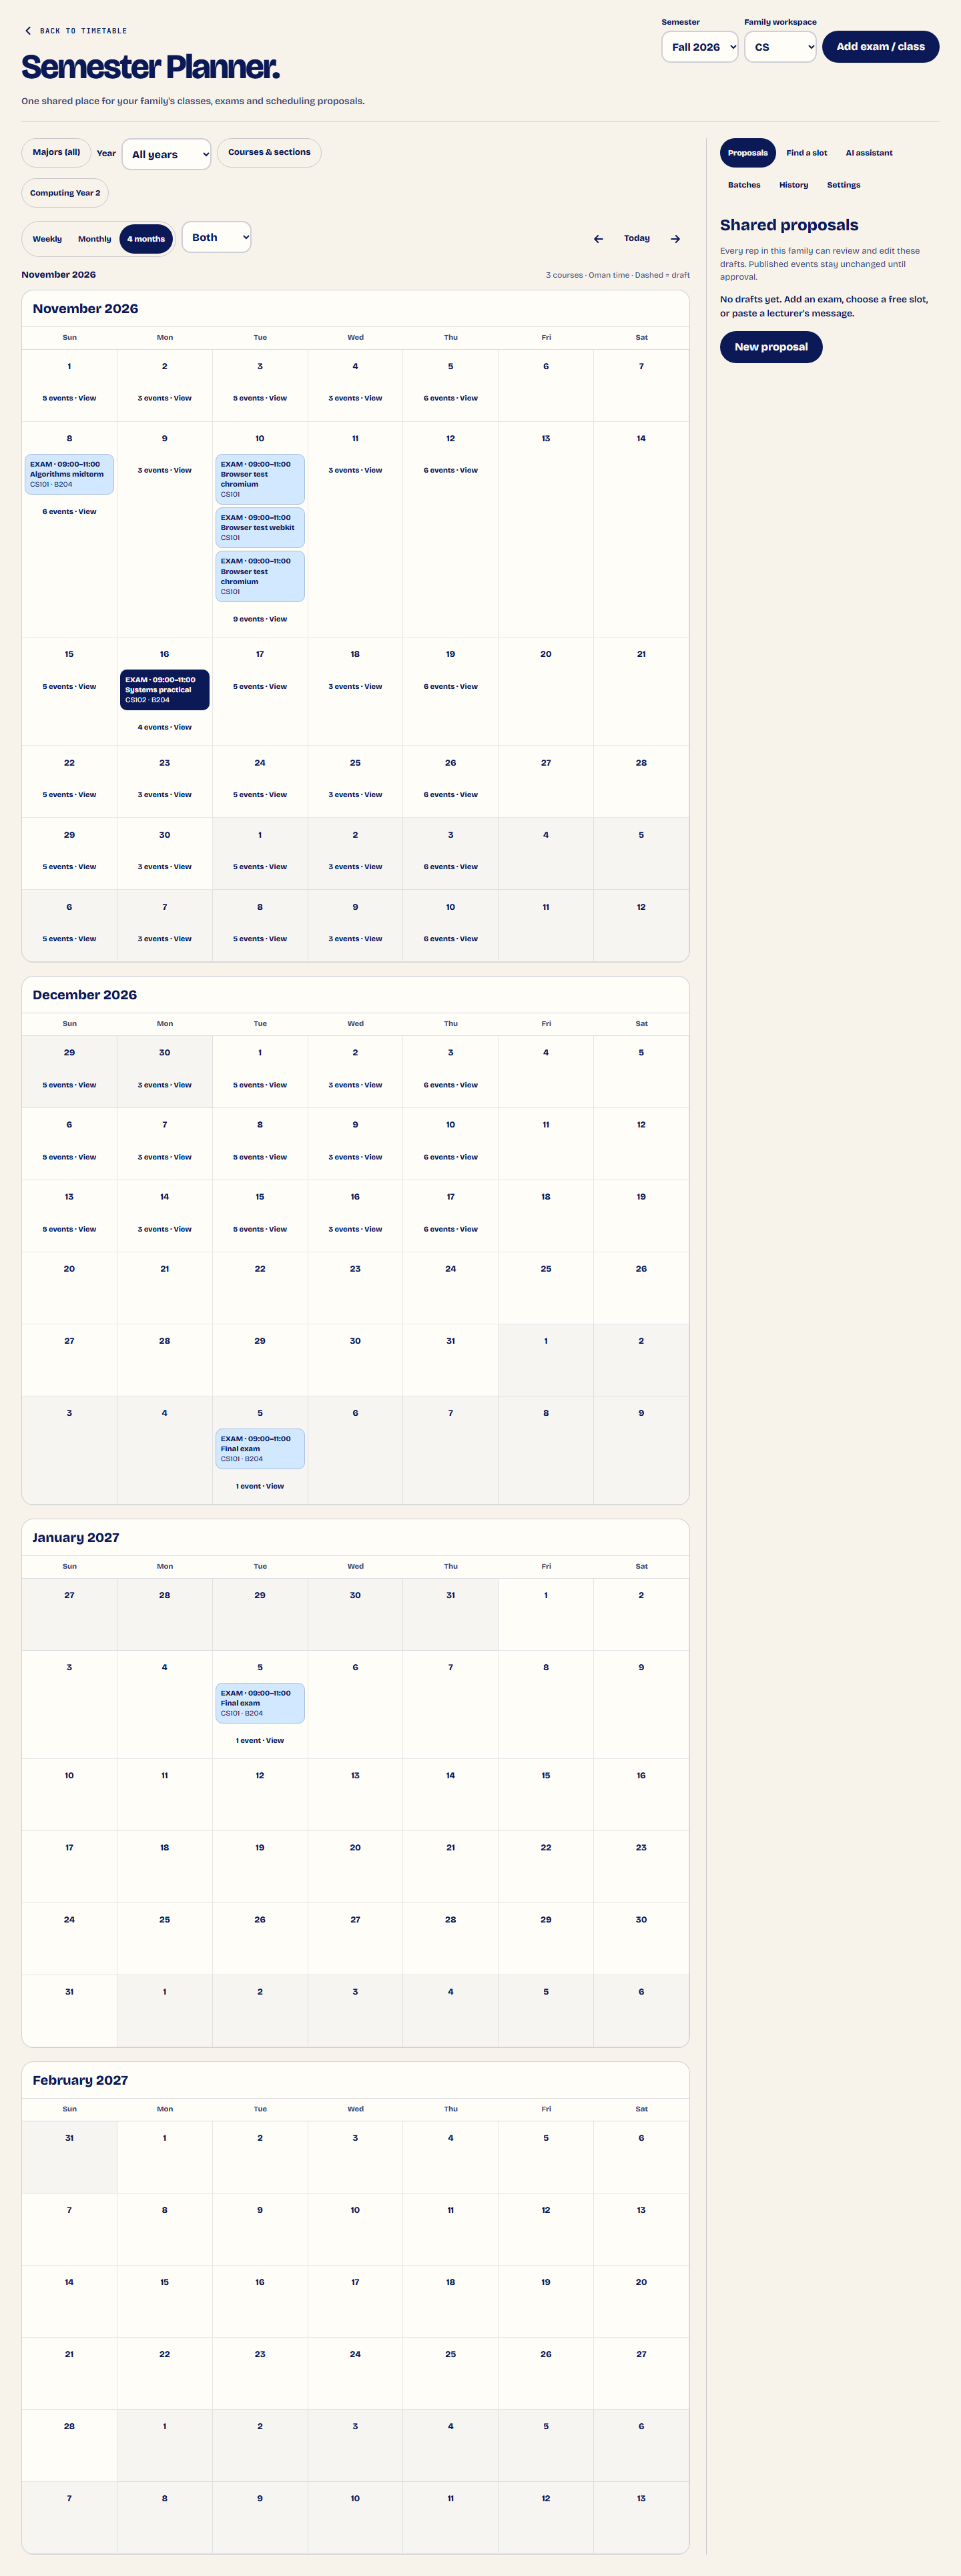 BACK TO TIMETABLE
Semester Planner.
One shared place for your family's classes, exams and scheduling proposals.
Semester
Family workspace
Fall 2026
CS
Add exam / class
Majors (all)
Year
All years
Courses & sections
Computing Year 2
Weekly
Monthly
4 months
Both
Today
November 2026
3 courses · Oman time · Dashed = draft
November 2026
Sun Mon Tue Wed Thu Fri Sat
1 2 3 4 5 6 7
5 events · View 3 events · View 5 events · View 3 events · View 6 events · View
8 9 10 11 12 13 14
EXAM · 09:00–11:00
Algorithms midterm
CS101 · B204
6 events · View
3 events · View
EXAM · 09:00–11:00
Browser test
chromium
CS101
EXAM · 09:00–11:00
Browser test webkit
CS101
EXAM · 09:00–11:00
Browser test
chromium
CS101
9 events · View
3 events · View
6 events · View
15 16 17 18 19 20 21
5 events · View
EXAM · 09:00–11:00
Systems practical
CS102 · B204
4 events · View
5 events · View
3 events · View
6 events · View
22 23 24 25 26 27 28
5 events · View 3 events · View 5 events · View 3 events · View 6 events · View
29 30 1 2 3 4 5
5 events · View 3 events · View 5 events · View 3 events · View 6 events · View
6 7 8 9 10 11 12
5 events · View 3 events · View 5 events · View 3 events · View 6 events · View
December 2026
Sun Mon Tue Wed Thu Fri Sat
29 30 1 2 3 4 5
5 events · View 3 events · View 5 events · View 3 events · View 6 events · View
6 7 8 9 10 11 12
5 events · View 3 events · View 5 events · View 3 events · View 6 events · View
13 14 15 16 17 18 19
5 events · View 3 events · View 5 events · View 3 events · View 6 events · View
20 21 22 23 24 25 26
27 28 29 30 31 1 2
3 4 5 6 7 8 9
EXAM · 09:00–11:00
Final exam
CS101 · B204
1 event · View
January 2027
Sun Mon Tue Wed Thu Fri Sat
27 28 29 30 31 1 2
3 4 5 6 7 8 9
EXAM · 09:00–11:00
Final exam
CS101 · B204
1 event · View
10 11 12 13 14 15 16
17 18 19 20 21 22 23
24 25 26 27 28 29 30
31 1 2 3 4 5 6
February 2027
Sun Mon Tue Wed Thu Fri Sat
31 1 2 3 4 5 6
7 8 9 10 11 12 13
14 15 16 17 18 19 20
21 22 23 24 25 26 27
28 1 2 3 4 5 6
7 8 9 10 11 12 13
Proposals
Find a slot
AI assistant
Batches
History
Settings
Shared proposals
Every rep in this family can review and edit these
drafts. Published events stay unchanged until
approval.
No drafts yet. Add an exam, choose a free slot,
or paste a lecturer's message.
New proposal